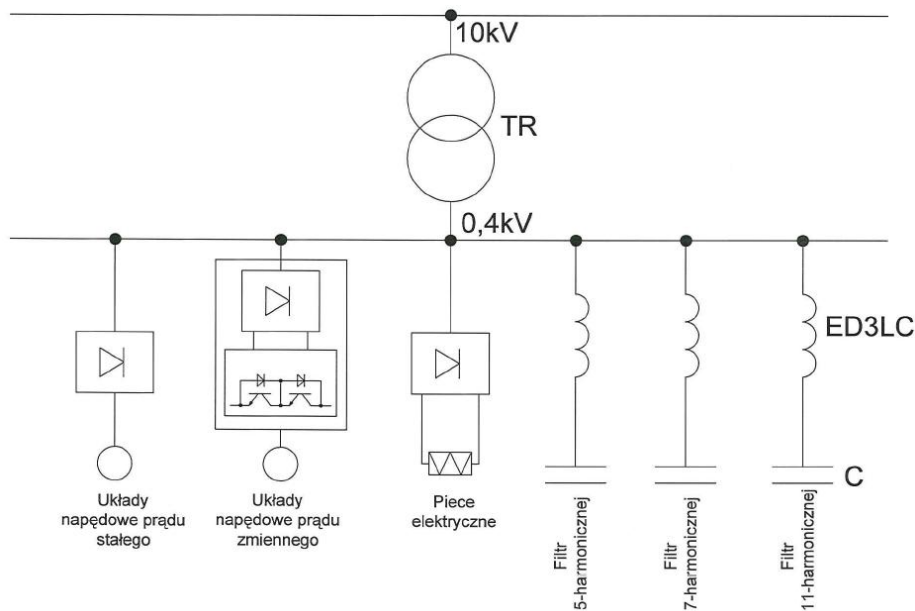 10kV
TR
0,4kV
ED3LC
C
Układy
napędowe prądu
stałego
Układy
napędowe prądu
zmiennego
Piece
elektryczne
Filtr
5-harmonicznej
Filtr
7-harmonicznej
Filtr
11-harmonicznej